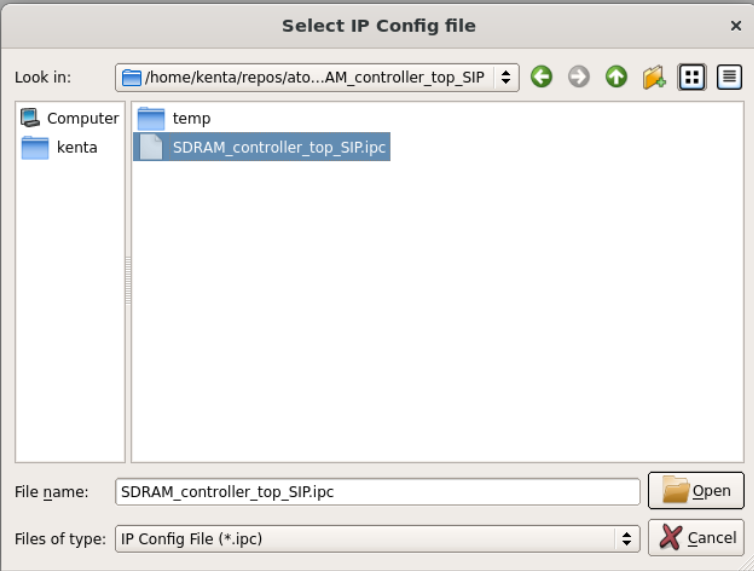 Select IP Config file
Look in: /home/kenta/repos/ato...AM_controller_top_SIP
Computer
kenta
temp
SDRAM_controller_top_SIP.ipc
File name: SDRAM_controller_top_SIP.ipc
Open
Files of type: IP Config File (*.ipc)
Cancel